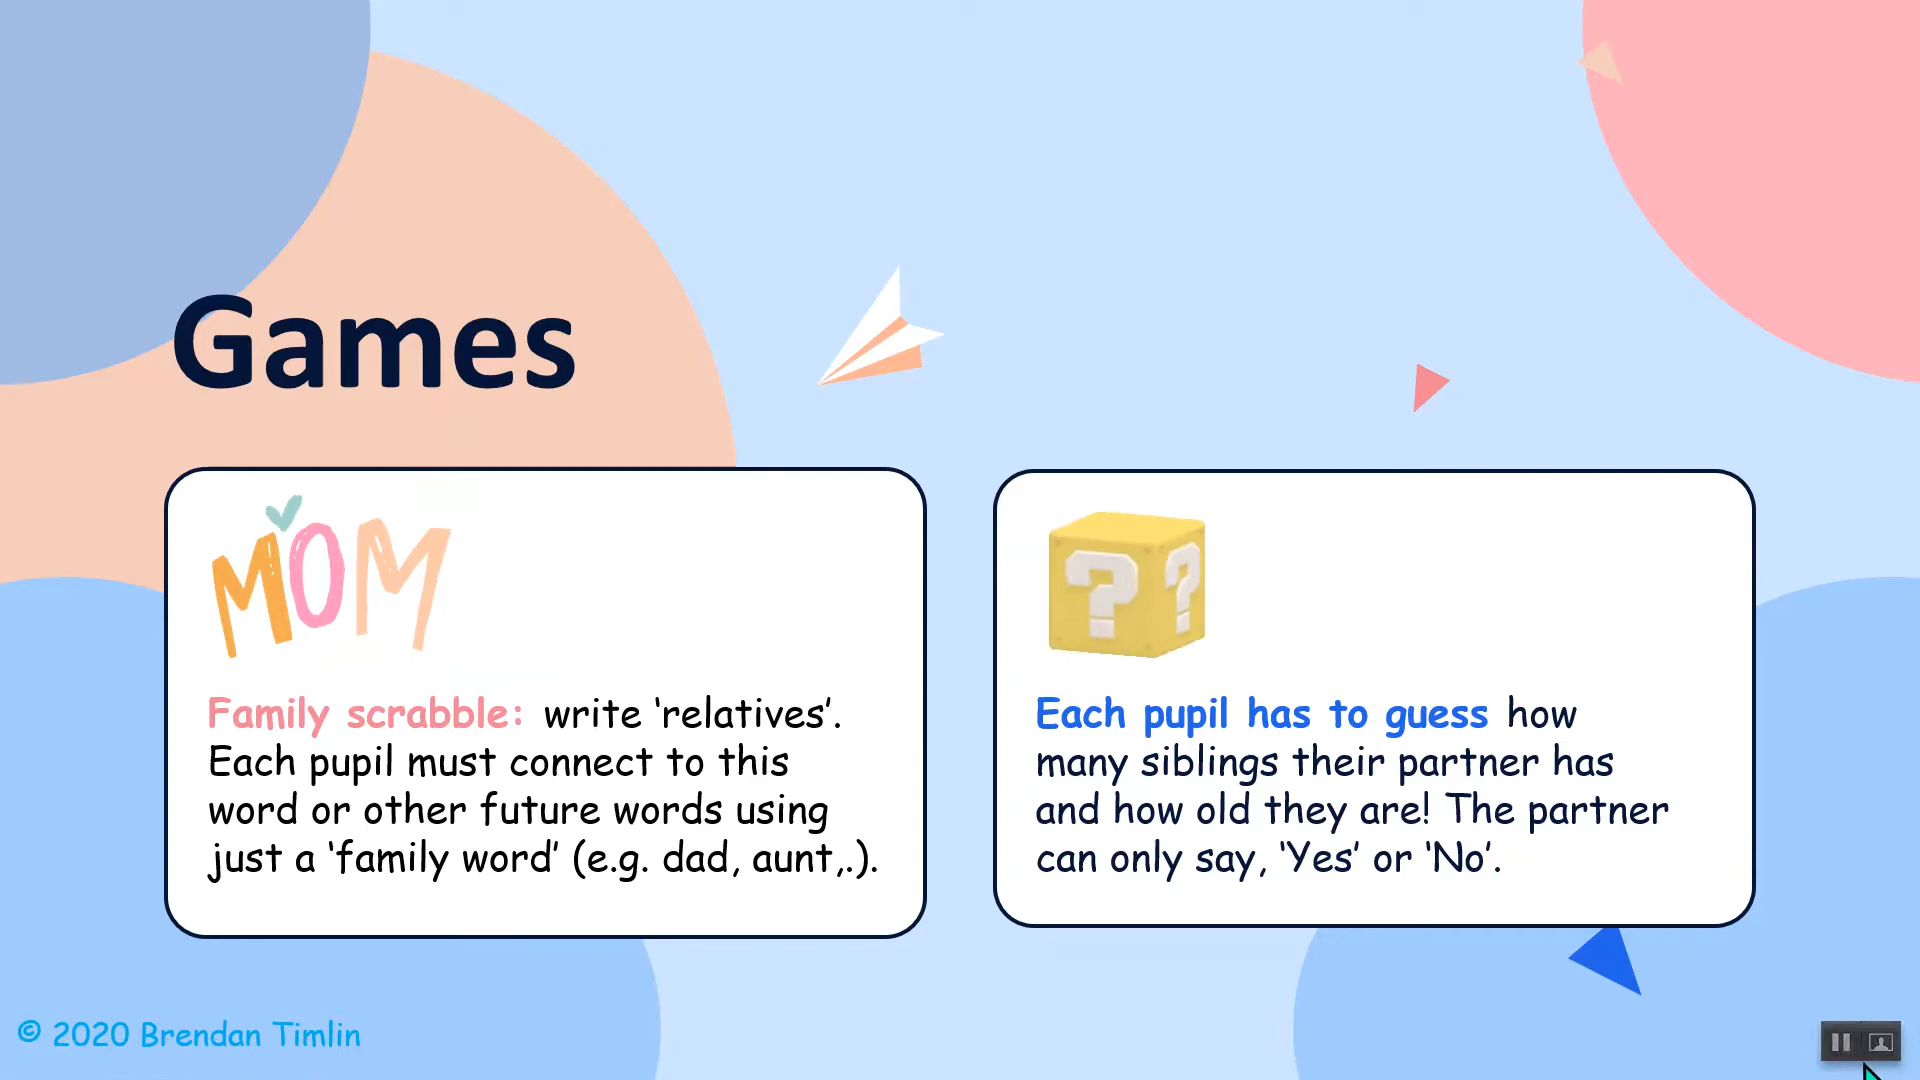 Games
MOM
Family scrabble: write ‘relatives’.
Each pupil must connect to this
word or other future words using
just a ‘family word’ (e.g. dad, aunt,.).
? ?
Each pupil has to guess how
many siblings their partner has
and how old they are! The partner
can only say, ‘Yes’ or ‘No’.
© 2020 Brendan Timlin